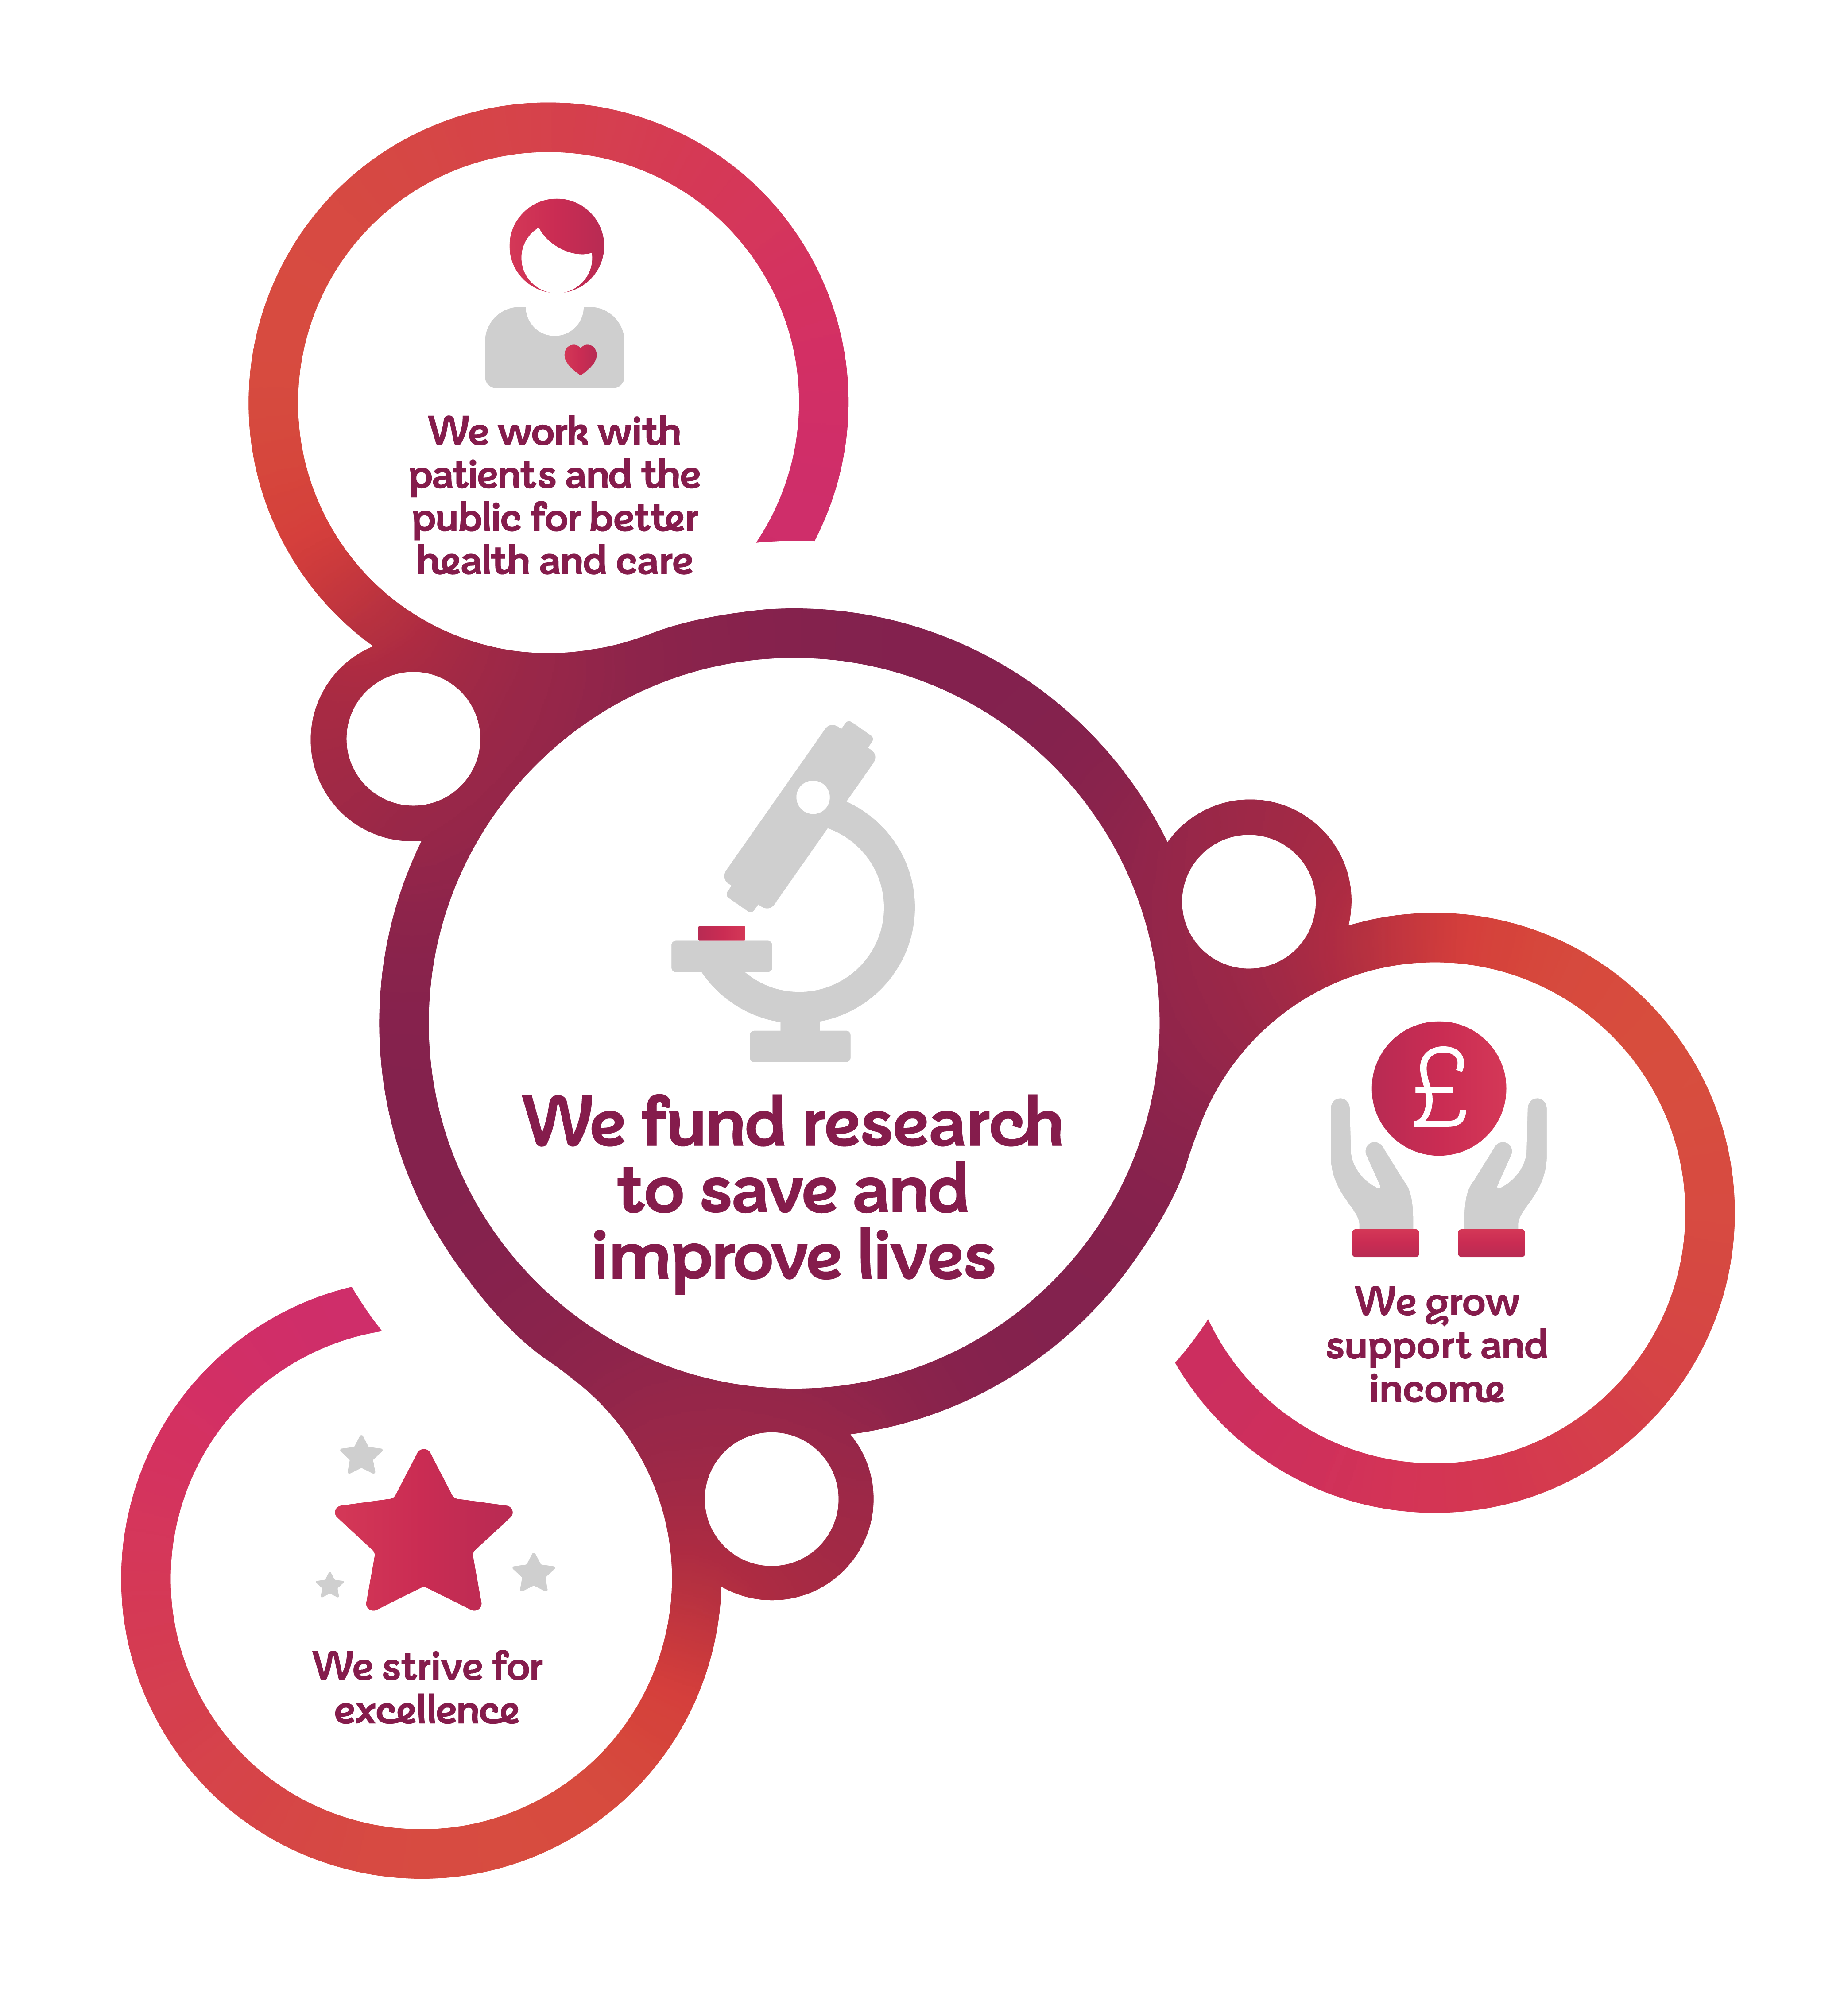 We work with
patients and the
public for better
health and care
We fund research
to save and
improve lives
£
We grow
support and
income
We strive for
excellence